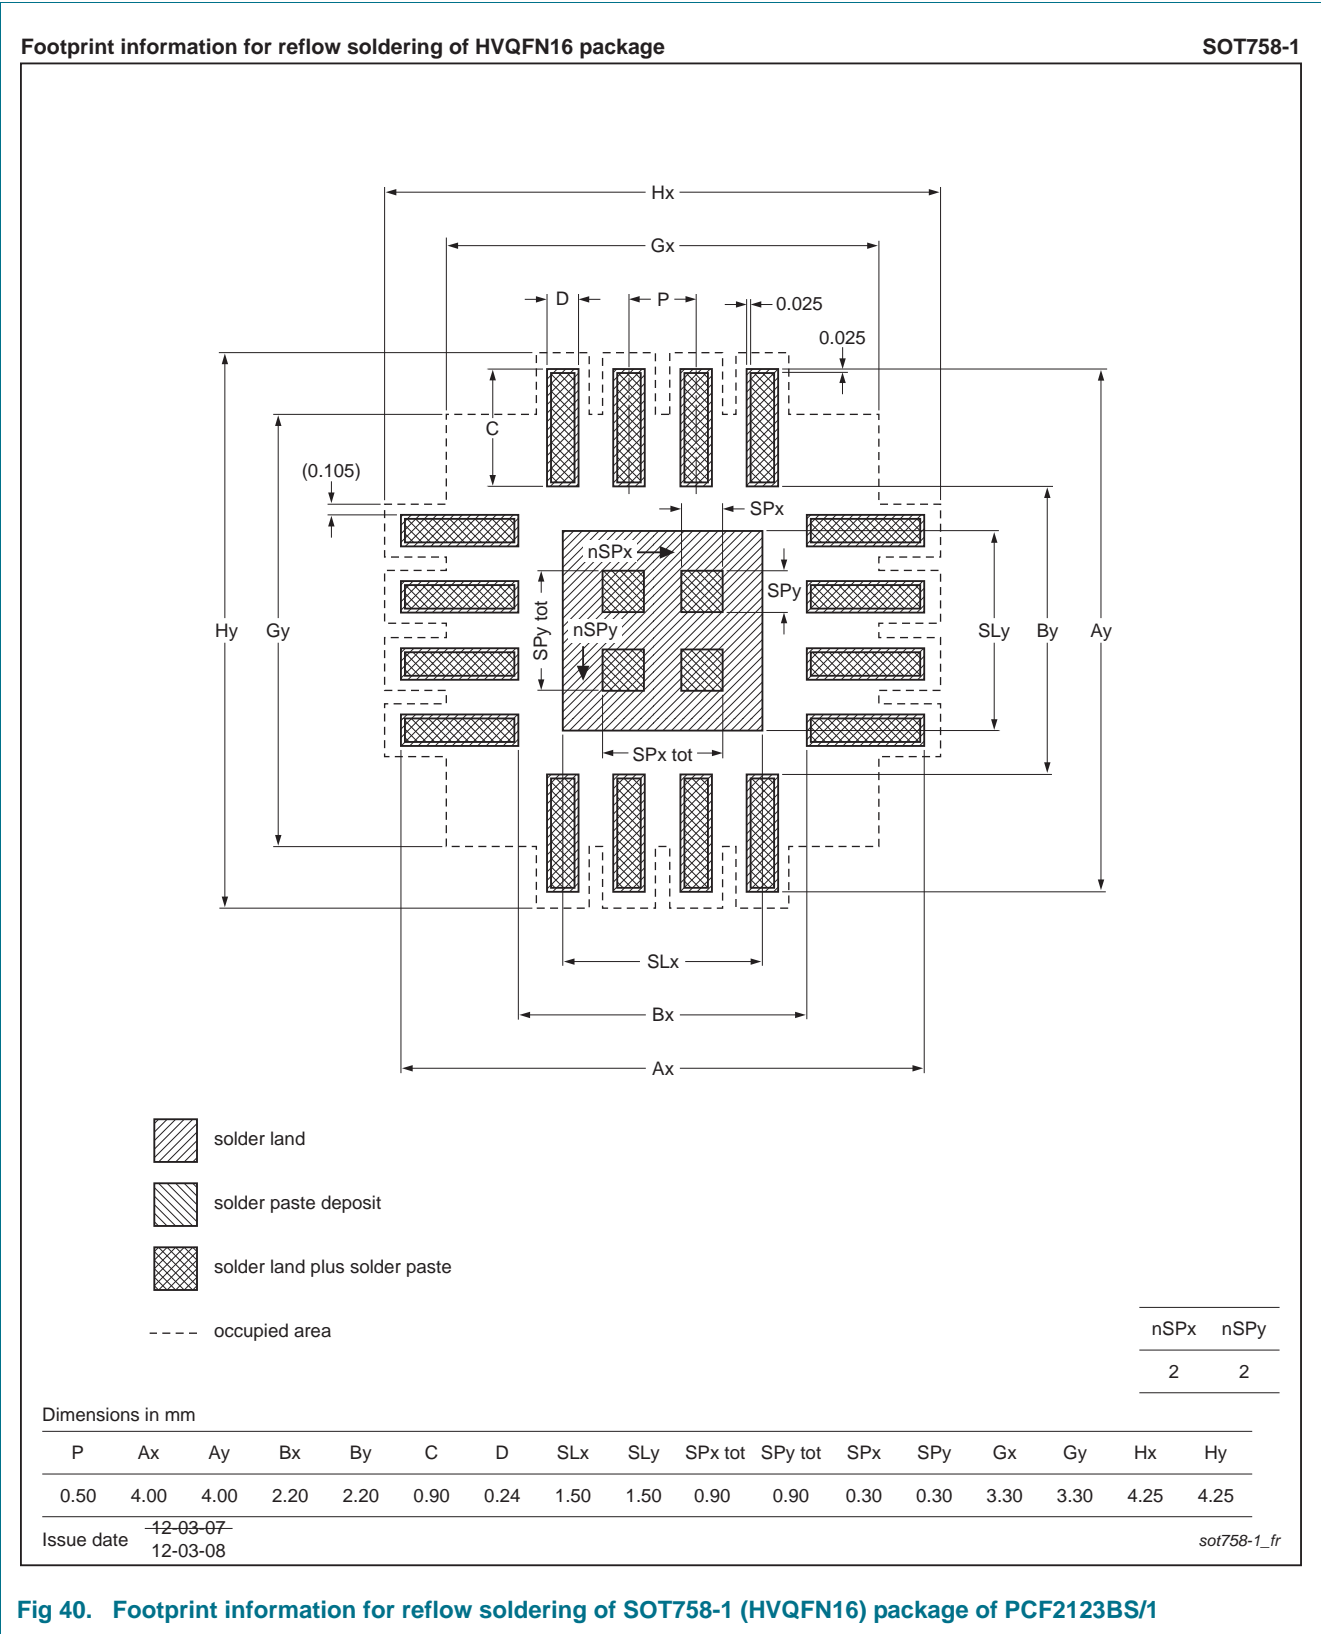 Footprint information for reflow soldering of HVQFN16 package SOT758-1
Hx
Gx
D P 0.025
0.025
C
(0.105)
SPx
nSPx
SPy
SPy tot
nSPy
Hy Gy SLy By Ay
SPx tot
SLx
Bx
Ax
solder land
solder paste deposit
solder land plus solder paste
occupied area
nSPx nSPy
2 2
Dimensions in mm
P Ax Ay Bx By C D SLx SLy SPx tot SPy tot SPx SPy Gx Gy Hx Hy
0.50 4.00 4.00 2.20 2.20 0.90 0.24 1.50 1.50 0.90 0.90 0.30 0.30 3.30 3.30 4.25 4.25
Issue date 12-03-07
12-03-08
sot758-1_fr
Fig 40. Footprint information for reflow soldering of SOT758-1 (HVQFN16) package of PCF2123BS/1